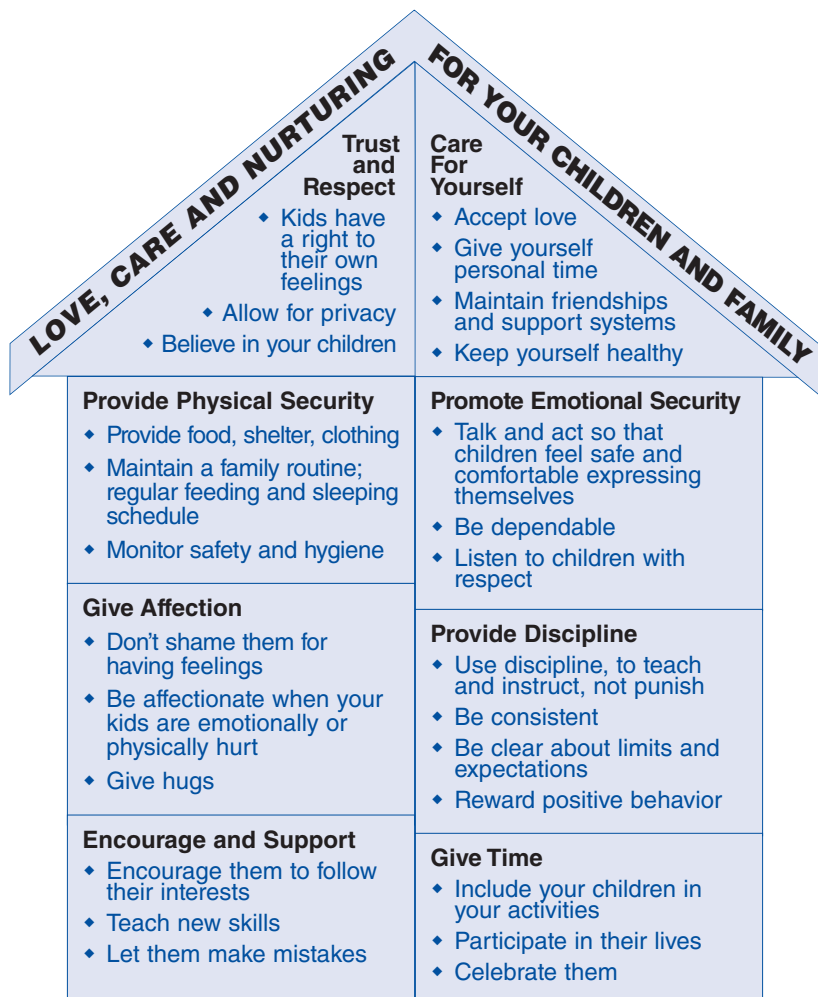 LOVE, CARE AND NURTURING
FOR YOUR CHILDREN AND FAMILY
Trust
and
Respect
◆ Kids have
a right to
their own
feelings
◆ Allow for privacy
◆ Believe in your children
Care
For
Yourself
◆ Accept love
◆ Give yourself
personal time
◆ Maintain friendships
and support systems
◆ Keep yourself healthy
Provide Physical Security
◆ Provide food, shelter, clothing
◆ Maintain a family routine;
regular feeding and sleeping
schedule
◆ Monitor safety and hygiene
Promote Emotional Security
◆ Talk and act so that
children feel safe and
comfortable expressing
themselves
◆ Be dependable
◆ Listen to children with
respect
Give Affection
◆ Don't shame them for
having feelings
◆ Be affectionate when your
kids are emotionally or
physically hurt
◆ Give hugs
Provide Discipline
◆ Use discipline, to teach
and instruct, not punish
◆ Be consistent
◆ Be clear about limits and
expectations
◆ Reward positive behavior
Encourage and Support
◆ Encourage them to follow
their interests
◆ Teach new skills
◆ Let them make mistakes
Give Time
◆ Include your children in
your activities
◆ Participate in their lives
◆ Celebrate them